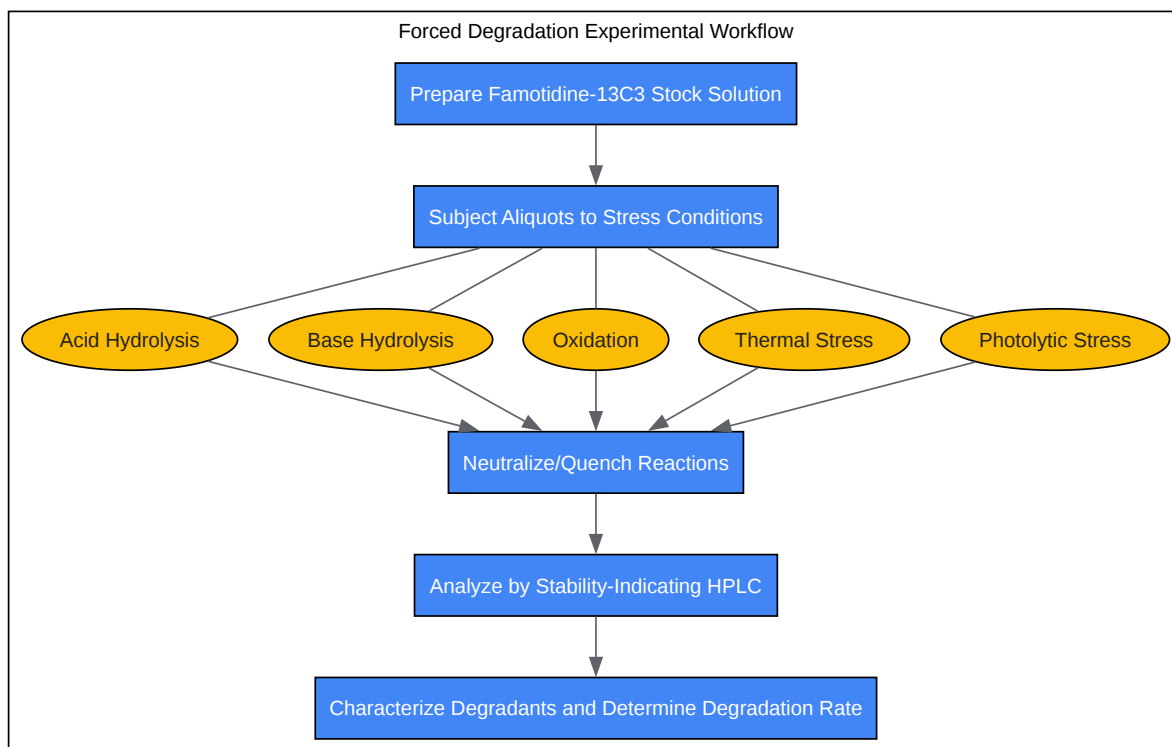 Forced Degradation Experimental Workflow
Prepare Famotidine-13C3 Stock Solution
Subject Aliquots to Stress Conditions
Acid Hydrolysis
Base Hydrolysis
Oxidation
Thermal Stress
Photolytic Stress
Neutralize/Quench Reactions
Analyze by Stability-Indicating HPLC
Characterize Degradants and Determine Degradation Rate